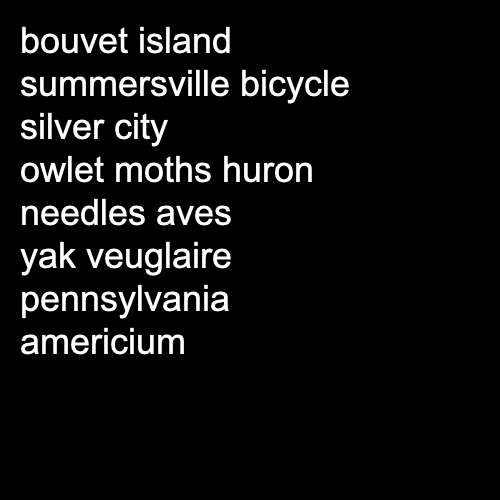 bouvet island
summersville bicycle
silver city
owlet moths huron
needles aves
yak veuglaire
pennsylvania
americium